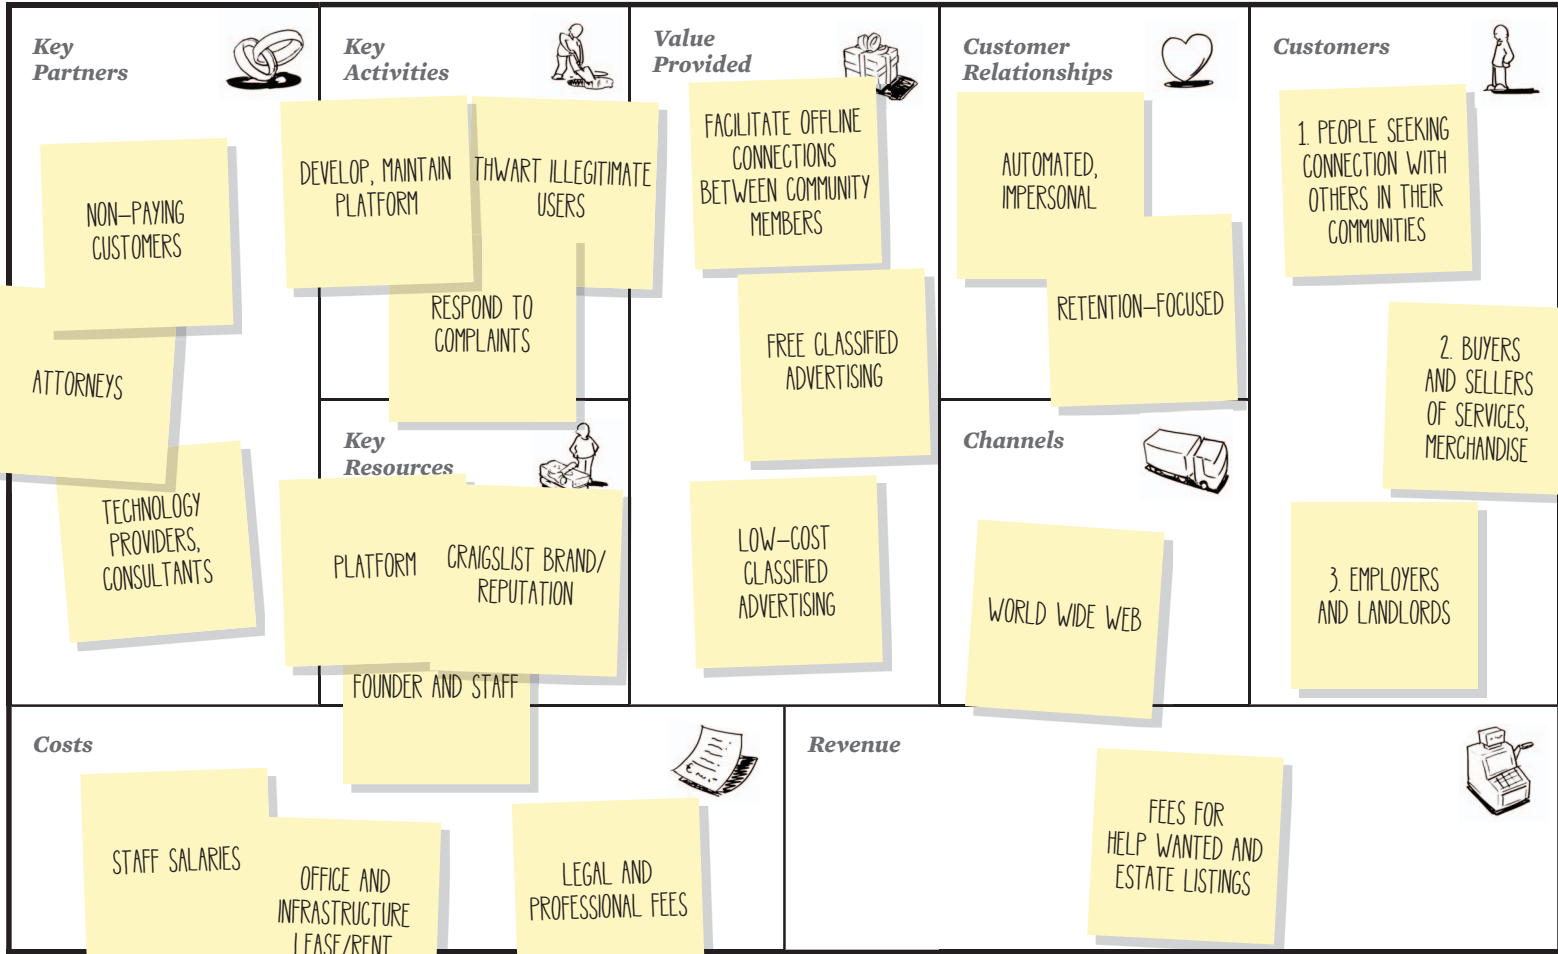 Key
Partners
NON-PAYING
CUSTOMERS
ATTORNEYS
TECHNOLOGY
PROVIDERS,
CONSULTANTS
Key
Activities
DEVELOP, MAINTAIN
PLATFORM
THWART ILLEGITIMATE
USERS
RESPOND TO
COMPLAINTS
Key
Resources
PLATFORM
CRAIGSLIST BRAND/
REPUTATION
FOUNDER AND STAFF
Value
Provided
FACILITATE OFFLINE
CONNECTIONS
BETWEEN COMMUNITY
MEMBERS
FREE CLASSIFIED
ADVERTISING
LOW-COST
CLASSIFIED
ADVERTISING
Customer
Relationships
AUTOMATED,
IMPERSONAL
RETENTION-FOCUSED
Channels
WORLD WIDE WEB
Customers
1. PEOPLE SEEKING
CONNECTION WITH
OTHERS IN THEIR
COMMUNITIES
2. BUYERS
AND SELLERS
OF SERVICES,
MERCHANDISE
3. EMPLOYERS
AND LANDLORDS
Costs
STAFF SALARIES
OFFICE AND
INFRASTRUCTURE
LEASE/RENT
LEGAL AND
PROFESSIONAL FEES
Revenue
FEES FOR
HELP WANTED AND
ESTATE LISTINGS